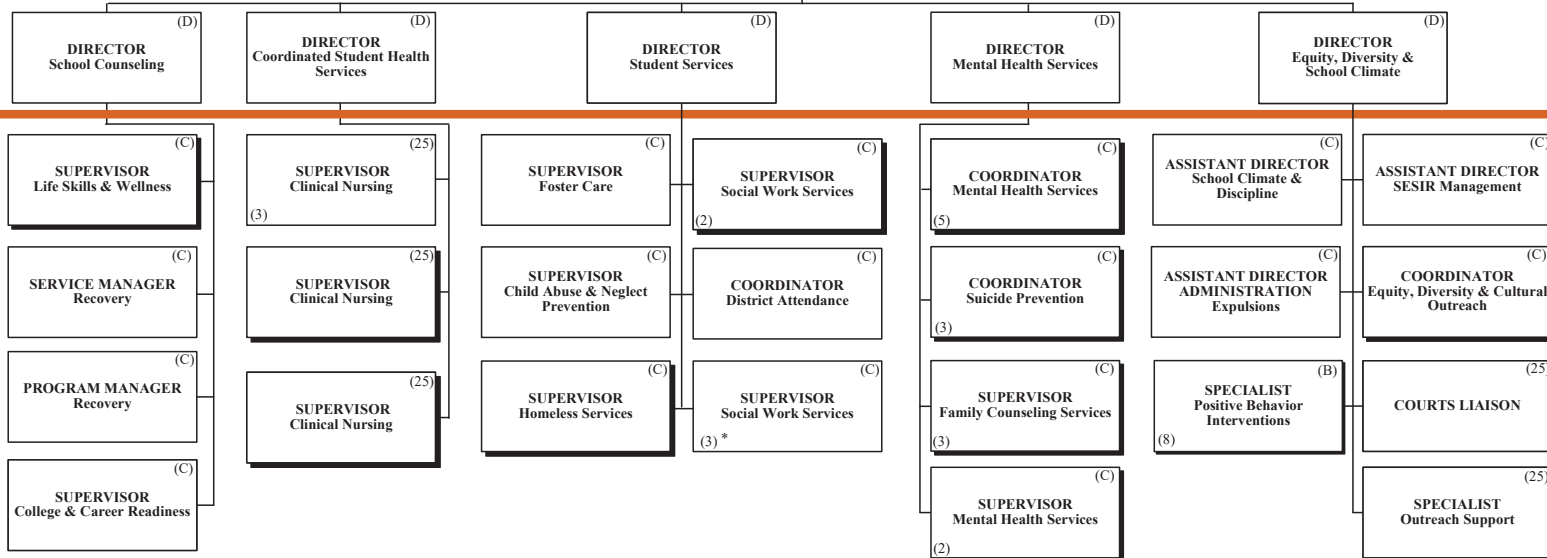 (D)
DIRECTOR
School Counseling
(D)
DIRECTOR
Coordinated Student Health
Services
(D)
DIRECTOR
Student Services
(D)
DIRECTOR
Mental Health Services
(D)
DIRECTOR
Equity, Diversity &
School Climate
(C)
SUPERVISOR
Life Skills & Wellness
(C)
SERVICE MANAGER
Recovery
(C)
PROGRAM MANAGER
Recovery
(C)
SUPERVISOR
College & Career Readiness
(25)
SUPERVISOR
Clinical Nursing
(3)
(25)
SUPERVISOR
Clinical Nursing
(25)
SUPERVISOR
Clinical Nursing
(C)
SUPERVISOR
Foster Care
(C)
SUPERVISOR
Social Work Services
(2)
(C)
SUPERVISOR
Child Abuse & Neglect
Prevention
(C)
COORDINATOR
District Attendance
(C)
SUPERVISOR
Homeless Services
(C)
SUPERVISOR
Social Work Services
(3) *
(C)
COORDINATOR
Mental Health Services
(5)
(C)
COORDINATOR
Suicide Prevention
(3)
(C)
SUPERVISOR
Family Counseling Services
(3)
(C)
SUPERVISOR
Mental Health Services
(2)
(C)
ASSISTANT DIRECTOR
School Climate &
Discipline
(C)
ASSISTANT DIRECTOR
SESIR Management
(C)
ASSISTANT DIRECTOR
ADMINISTRATION
Expulsions
(C)
COORDINATOR
Equity, Diversity & Cultural
Outreach
(B)
SPECIALIST
Positive Behavior
Interventions
(8)
(25)
COURTS LIAISON
(25)
SPECIALIST
Outreach Support